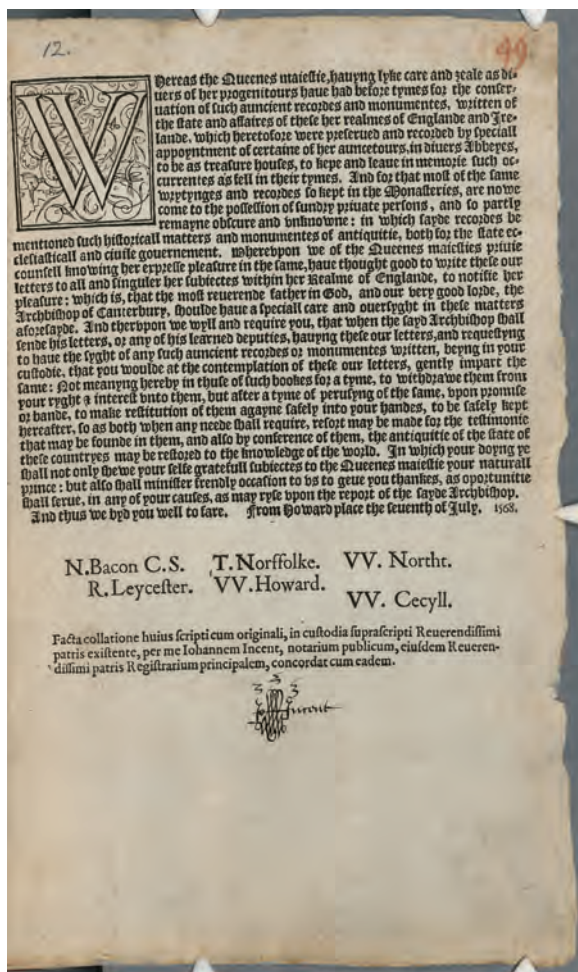 12.
49
WHereas the Queenes maiestie, hauyng lyke care and zeale as di-
uers of her progenitours haue had before tymes for the conser-
uation of such auncient recordes and monumentes, written of
the state and affaires of these her realmes of Englande and Ire-
lande, which heretofore were preserued and recorded by speciall
appoyntment of certaine of her auncetours, in diuers Abbeyes,
to be as treasure houses, to kepe and leaue in memorie such oc-
currentes as fell in their tymes. And for that most of the same
wrytynges and recordes so kept in the Monasteries, are nowe
come to the possession of sundry priuate persons, and so partly
remayne obscure and vnknowne: in which sayde recordes be
mentioned such historicall matters and monumentes of antiquitie, both for the state ec-
clesiasticall and ciuile gouernement. Wherevpon we of the Queenes maiesties priuie
counsell knowing her expresse pleasure in the same, haue thought good to write these our
letters to all and singuler her subiectes within her Realme of Englande, to notifie her
pleasure: which is, that the most reuerende father in God, and our very good lorde, the
Archbishop of Canterbury, shoulde haue a speciall care and ouersyght in these matters
aforesayde. And thervpon we wyll and require you, that when the sayd Archbishop shall
sende his letters, or any of his learned deputies, hauyng these our letters, and requestyng
to haue the syght of any such auncient recordes or monumentes written, beyng in your
custodie, that you woulde at the contemplation of these our letters, gently impart the
same: Not meanyng hereby in thuse of such bookes for a tyme, to withdrawe them from
your ryght & interest vnto them, but after a tyme of perusyng of the same, vpon promise
or bande, to make restitution of them agayne safely into your handes, to be safely kept
hereafter, so as both when any neede shall require, resort may be made for the testimonie
that may be founde in them, and also by conference of them, the antiquitie of the state of
these countryes may be restored to the knowledge of the world. In which your doyng ye
shall not only shewe your selfe gratefull subiectes to the Queenes maiestie your naturall
prince: but also shall minister frendly occasion to vs to geue you thankes, as oportunitie
shall serue, in any of your causes, as may ryse vpon the report of the sayde Archbishop.
And thus we byd you well to fare. From Howard place the seuenth of July. 1568.
N.Bacon C.S. T.Norffolke. VV. Northt.
R.Leycester. VV.Howard.
VV. Cecyll.
Facta collatione huius scripti cum originali, in custodia suprascripti Reuerendissimi
patris existente, per me Iohannem Incent, notarium publicum, eiusdem Reueren-
dissimi patris Registrarium principalem, concordat cum eadem.
Incent